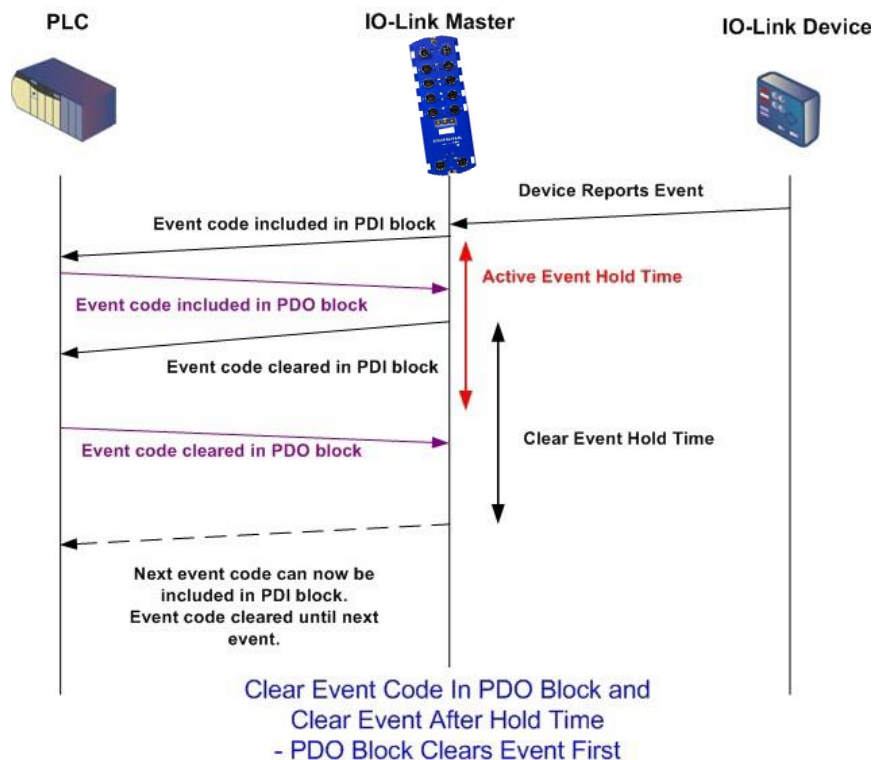 PLC
IO-Link Master
IO-Link Device
Device Reports Event
Event code included in PDI block
Active Event Hold Time
Event code included in PDO block
Event code cleared in PDI block
Clear Event Hold Time
Event code cleared in PDO block
Next event code can now be
included in PDI block.
Event code cleared until next
event.
Clear Event Code In PDO Block and
Clear Event After Hold Time
- PDO Block Clears Event First